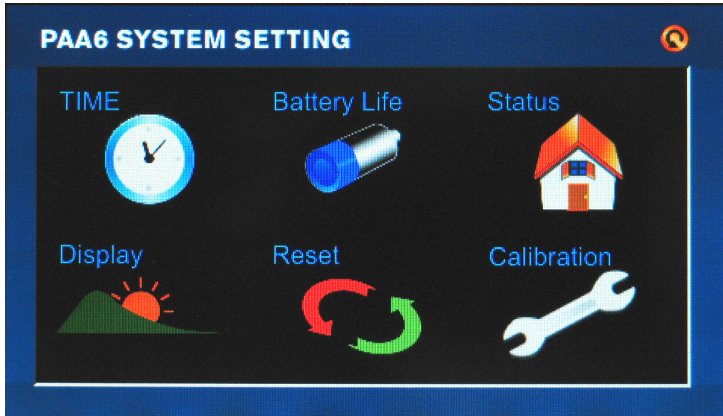 PAA6 SYSTEM SETTING
TIME
Battery Life
Status
Display
Reset
Calibration